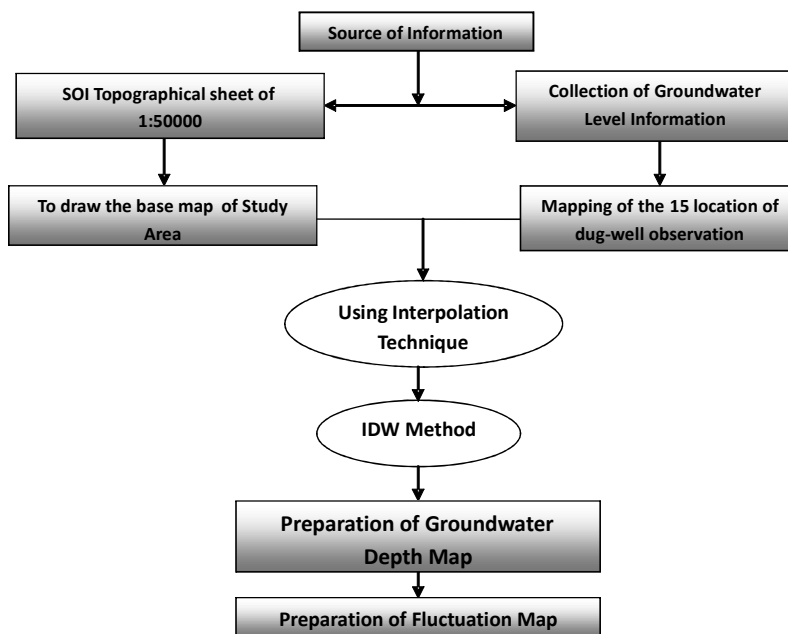 Source of Information
SOI Topographical sheet of
1:50000
Collection of Groundwater
Level Information
To draw the base map of Study
Area
Mapping of the 15 location of
dug-well observation
Using Interpolation
Technique
IDW Method
Preparation of Groundwater
Depth Map
Preparation of Fluctuation Map